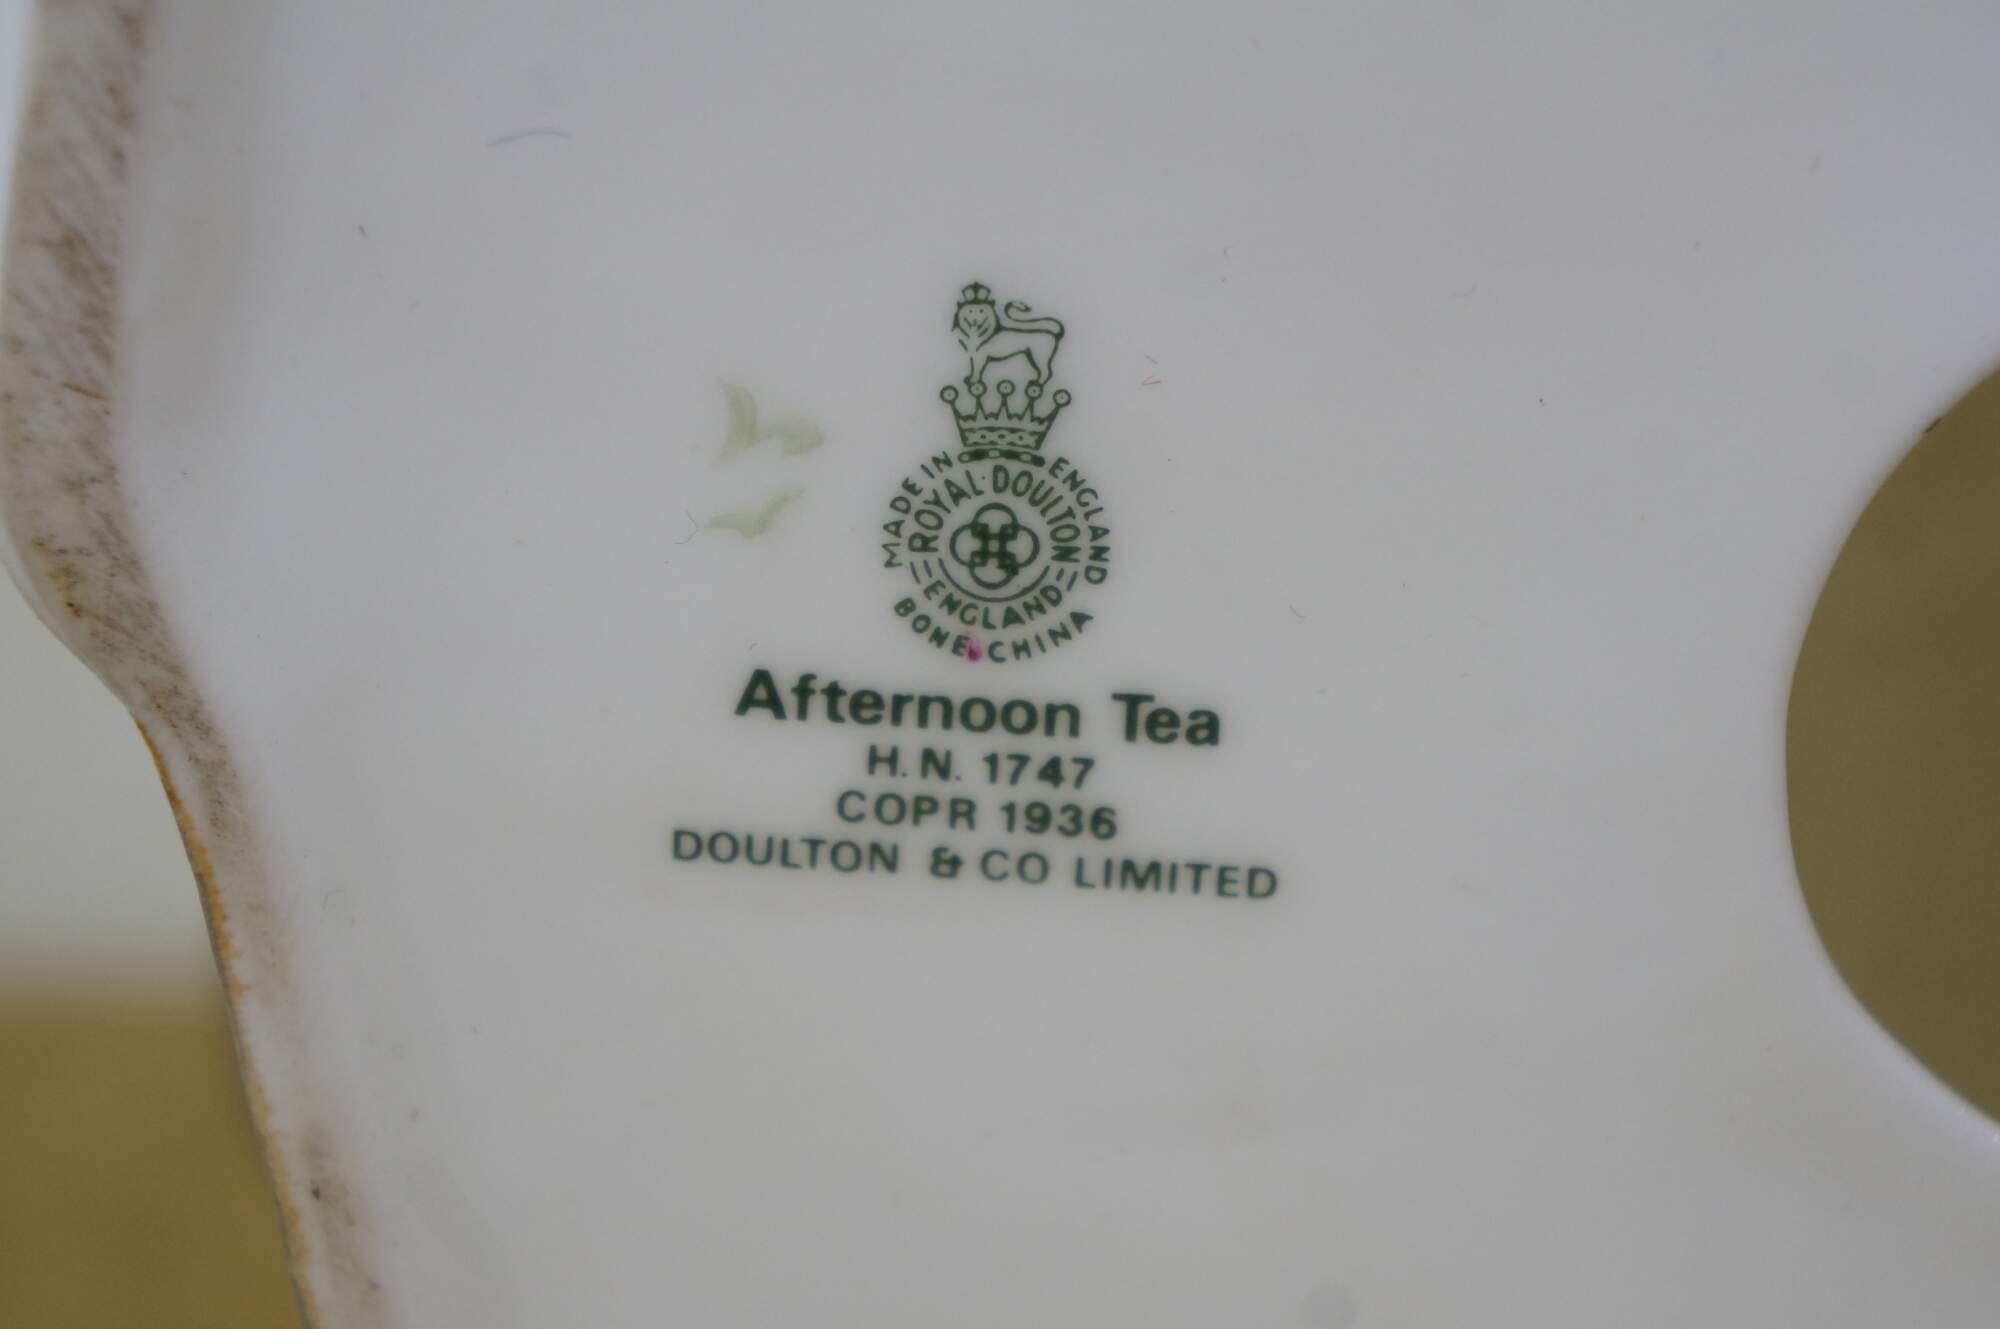 MADE IN ENGLAND
ROYAL·DOULTON
ENGLAND
BONE CHINA
Afternoon Tea
H.N. 1747
COPR 1936
DOULTON & CO LIMITED